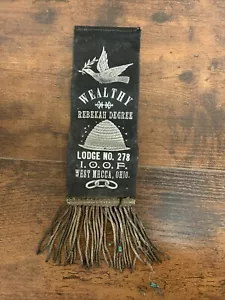 WEALTHY
REBEKAH DEGREE
LODGE NO. 278
I.O.O.F.
WEST MECCA, OHIO.